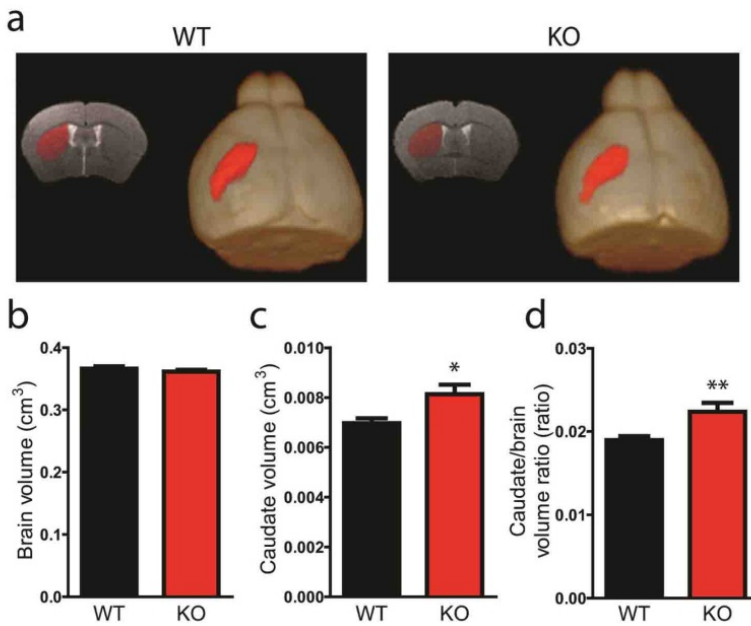 a
WT
KO
b
Brain volume (cm³)
0.4
0.3
0.2
0.1
0.0
WT KO
c
Caudate volume (cm³)
0.010
0.008
0.006
0.004
0.002
0.000
*
WT KO
d
Caudate/brain
volume ratio (ratio)
0.03
0.02
0.01
0.00
**
WT KO